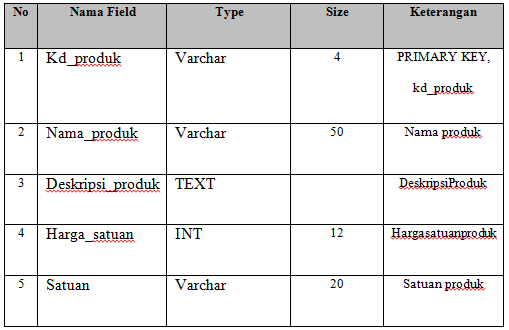 No Nama Field Type Size Keterangan
1 Kd_produk Varchar 4 PRIMARY KEY,
kd_produk
2 Nama_produk Varchar 50 Nama produk
3 Deskripsi_produk TEXT DeskripsiProduk
4 Harga_satuan INT 12 Hargasatuanproduk
5 Satuan Varchar 20 Satuan produk